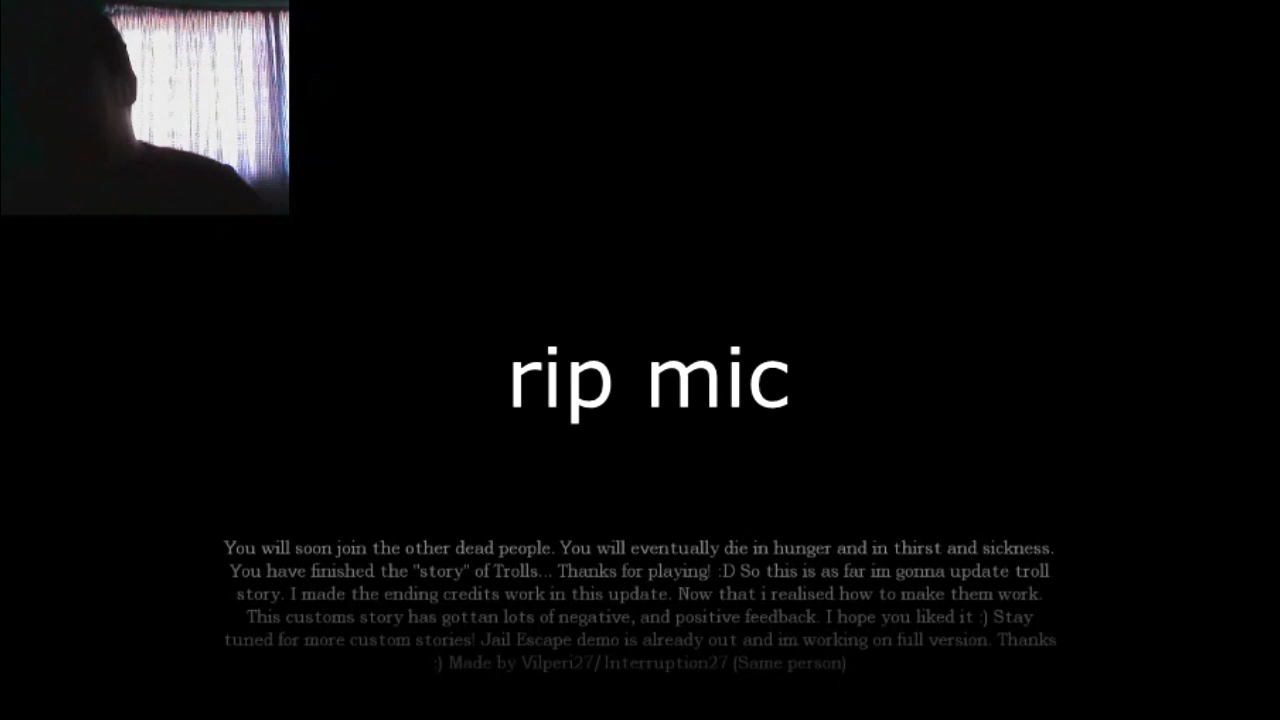 rip mic
You will soon join the other dead people. You will eventually die in hunger and in thirst and sickness.
You have finished the "story" of Trolls... Thanks for playing! :D So this is as far im gonna update troll
story. I made the ending credits work in this update. Now that i realised how to make them work.
This customs story has gottan lots of negative, and positive feedback. I hope you liked it :) Stay
tuned for more custom stories! Jail Escape demo is already out and im working on full version. Thanks
:) Made by Vilperi27/Interruption27 (Same person)